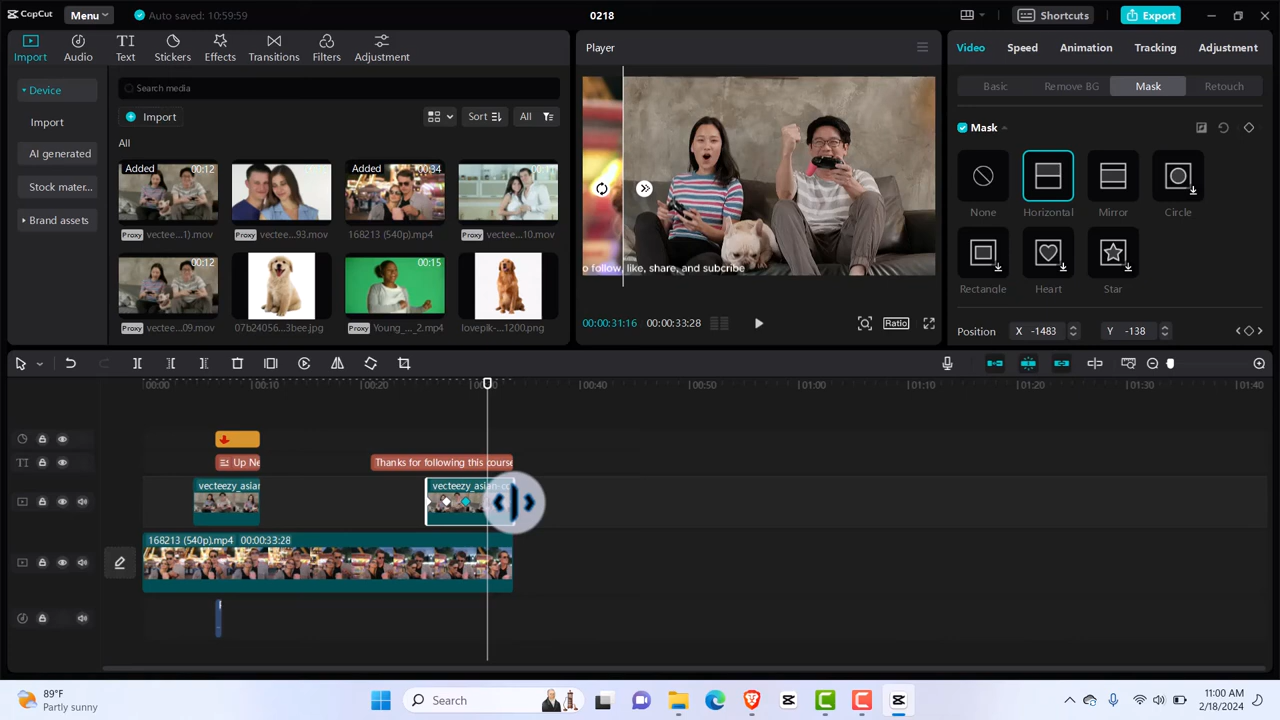 CapCut
Menu
Auto saved: 10:59:59
0218
Shortcuts
Export
Import
Audio
Text
Stickers
Effects
Transitions
Filters
Adjustment
Device
Import
AI generated
Stock mater...
Brand assets
Search media
Import
Sort
All
All
Added
00:12
Added
00:34
Proxy vectee...1).mov
Proxy vectee...93.mov
168213 (540p).mp4
Proxy vectee...10.mov
00:12
00:15
Proxy vectee...09.mov
07b24056...3bee.jpg
Proxy Young_..._2.mp4
lovepik-...1200.png
Player
o follow, like, share, and subcribe
00:00:31:16
00:00:33:28
Ratio
Video
Speed
Animation
Tracking
Adjustment
Basic
Remove BG
Mask
Retouch
Mask
None
Horizontal
Mirror
Circle
Rectangle
Heart
Star
Position
X -1483
Y -138
00:00
00:10
00:20
00:40
00:50
01:00
01:10
01:20
01:30
01:40
Up Ne
Thanks for following this course
vecteezy_asian
vecteezy_asian-co
168213 (540p).mp4 00:00:33:28
89°F
Partly sunny
Search
11:00 AM
2/18/2024